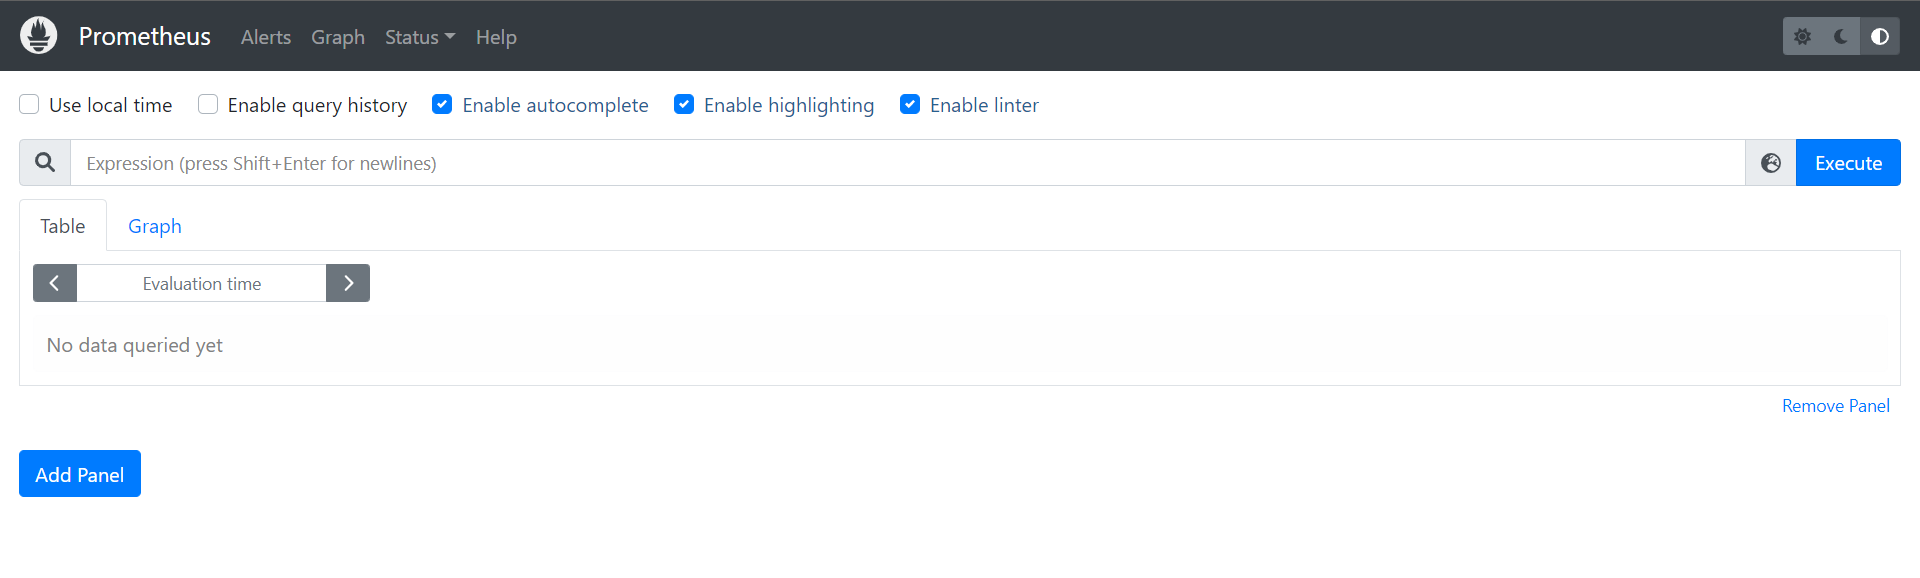 Prometheus Alerts Graph Status Help
Use local time Enable query history Enable autocomplete Enable highlighting Enable linter
Expression (press Shift+Enter for newlines) Execute
Table Graph
Evaluation time
No data queried yet
Remove Panel
Add Panel